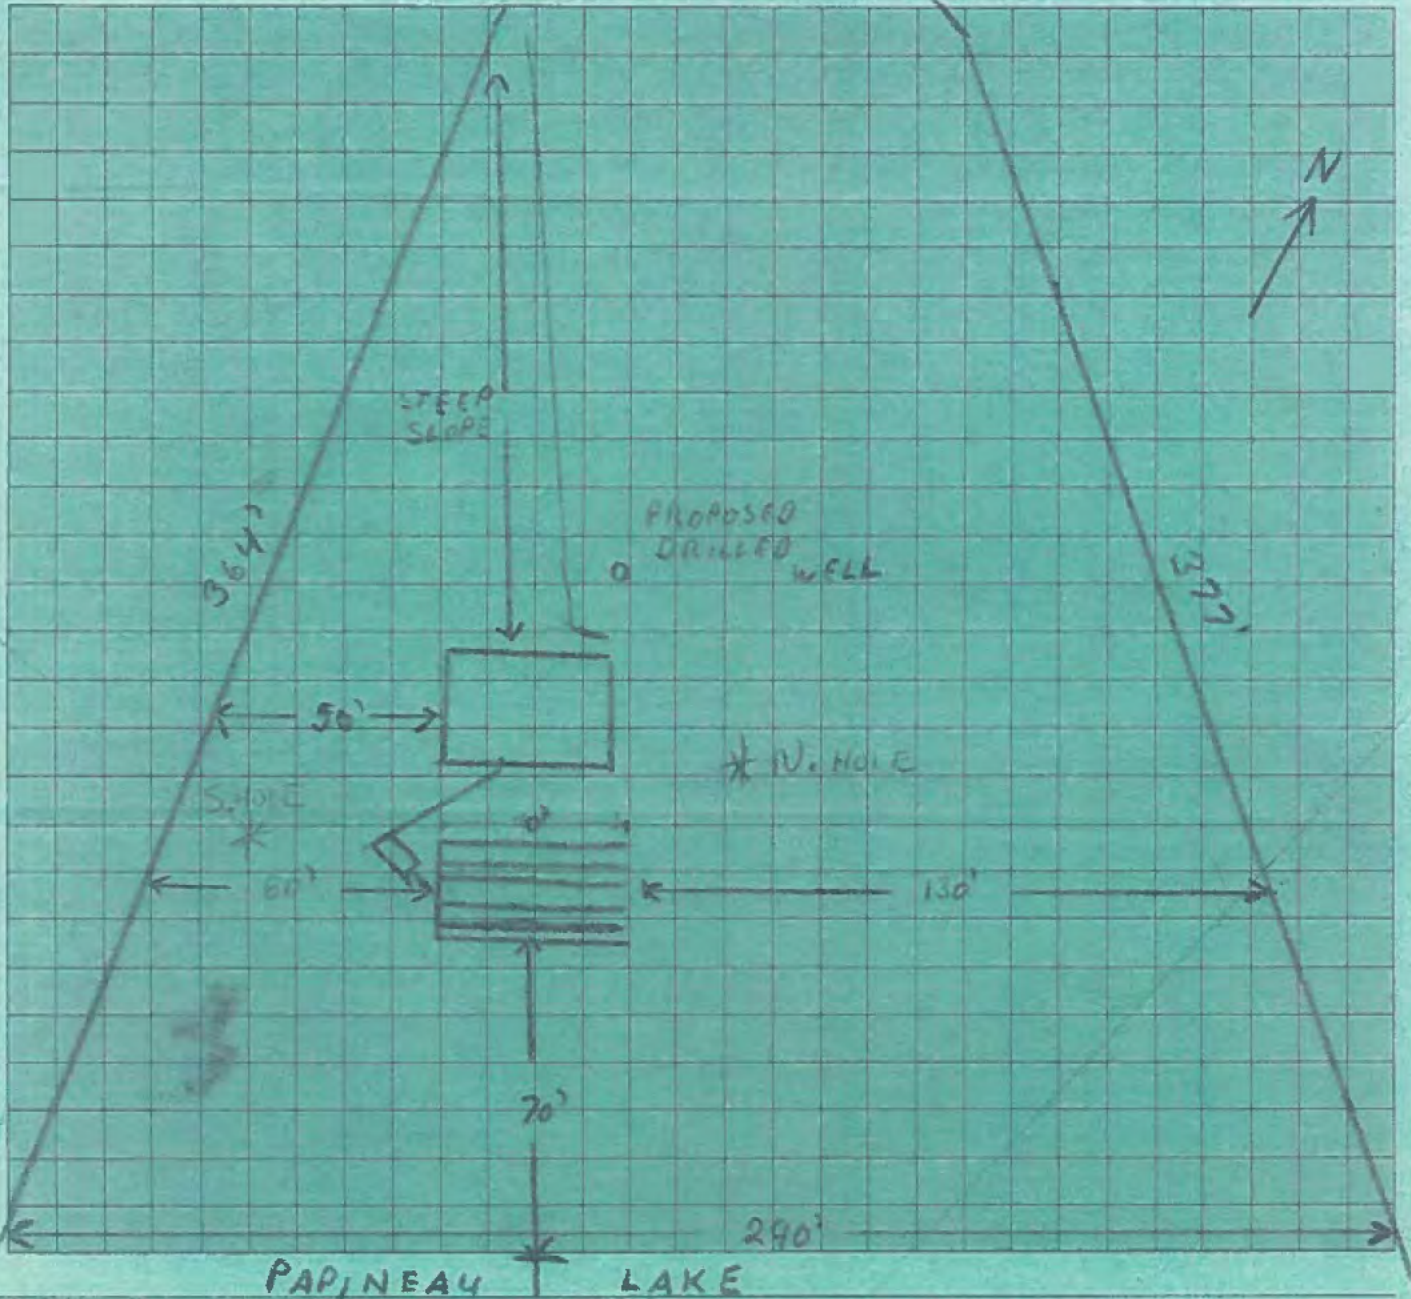 N
STEEP
SLOPE
PROPOSED
DRILLED WELL
364'
377'
50'
* N. HOLE
S. HOLE
*
60'
130'
70'
290'
PAPINEAU LAKE